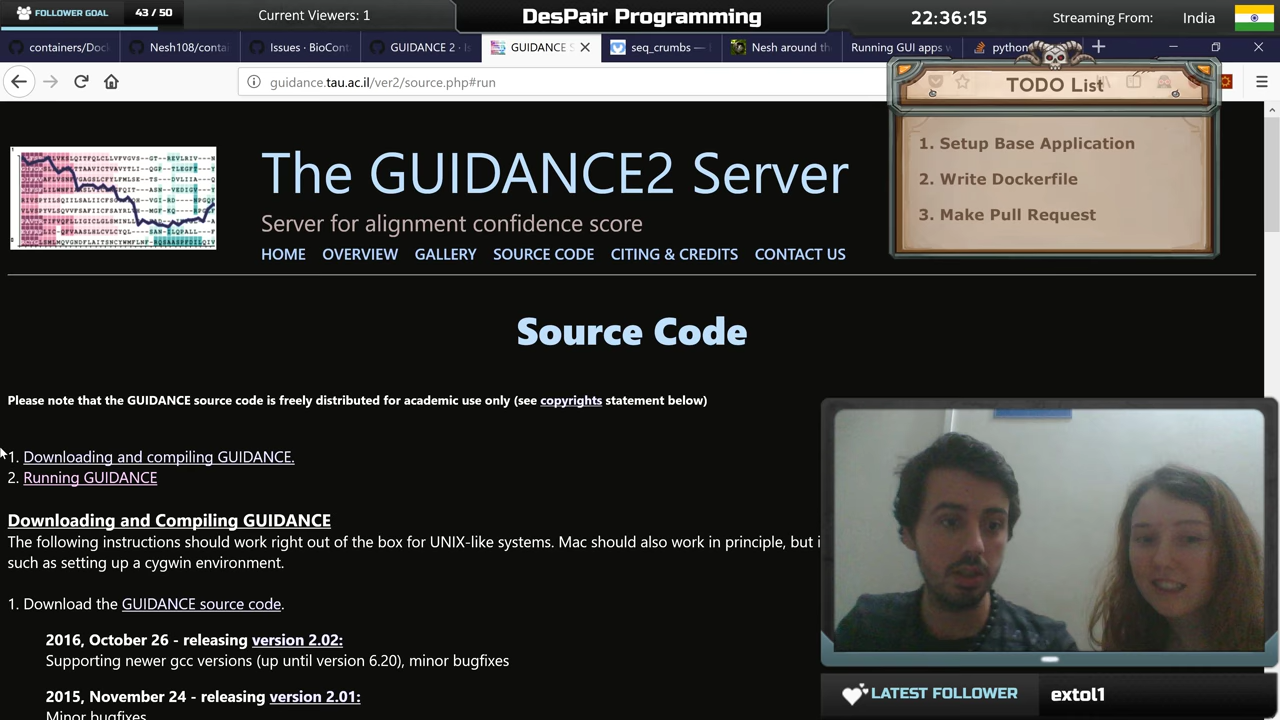 FOLLOWER GOAL
43 / 50
Current Viewers: 1
DesPair Programming
22:36:15
Streaming From:
India
containers/Doc
Nesh108/conta
Issues · BioCont
GUIDANCE 2 · Is
GUIDANCE S
seq_crumbs —
Nesh around th
Running GUI apps w
python
guidance.tau.ac.il/ver2/source.php#run
TODO List
1. Setup Base Application
2. Write Dockerfile
3. Make Pull Request
The GUIDANCE2 Server
Server for alignment confidence score
HOME OVERVIEW GALLERY SOURCE CODE CITING & CREDITS CONTACT US
Source Code
Please note that the GUIDANCE source code is freely distributed for academic use only (see copyrights statement below)
1. Downloading and compiling GUIDANCE.
2. Running GUIDANCE
Downloading and Compiling GUIDANCE
The following instructions should work right out of the box for UNIX-like systems. Mac should also work in principle, but i
such as setting up a cygwin environment.
1. Download the GUIDANCE source code.
2016, October 26 - releasing version 2.02:
Supporting newer gcc versions (up until version 6.20), minor bugfixes
2015, November 24 - releasing version 2.01:
Minor bugfixes
LATEST FOLLOWER
extol1